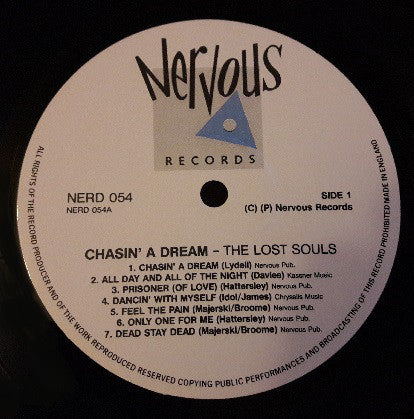 Nervous
RECORDS
NERD 054
NERD 054A
SIDE 1
(C) (P) Nervous Records
CHASIN' A DREAM – THE LOST SOULS
1. CHASIN' A DREAM (Lydell) Nervous Pub.
2. ALL DAY AND ALL OF THE NIGHT (Davies) Kassner Music
3. PRISONER (OF LOVE) (Hattersley) Nervous Pub.
4. DANCIN' WITH MYSELF (Idol/James) Chrysalis Music
5. FEEL THE PAIN (Majerski/Broome) Nervous Pub.
6. ONLY ONE FOR ME (Hattersley) Nervous Pub.
7. DEAD STAY DEAD (Majerski/Broome) Nervous Pub.
ALL RIGHTS OF THE RECORD PRODUCER AND OF THE WORK REPRODUCED RESERVED COPYING PUBLIC PERFORMANCES AND BROADCASTING OF THIS RECORD PROHIBITED MADE IN ENGLAND